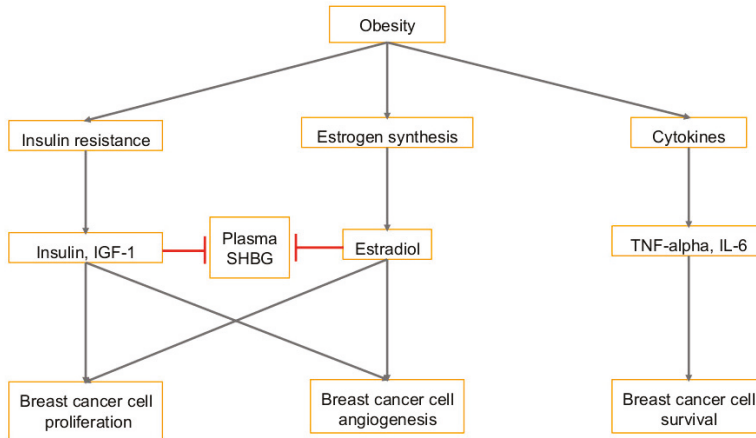 Obesity
Insulin resistance
Estrogen synthesis
Cytokines
Insulin, IGF-1
Plasma
SHBG
Estradiol
TNF-alpha, IL-6
Breast cancer cell
proliferation
Breast cancer cell
angiogenesis
Breast cancer cell
survival